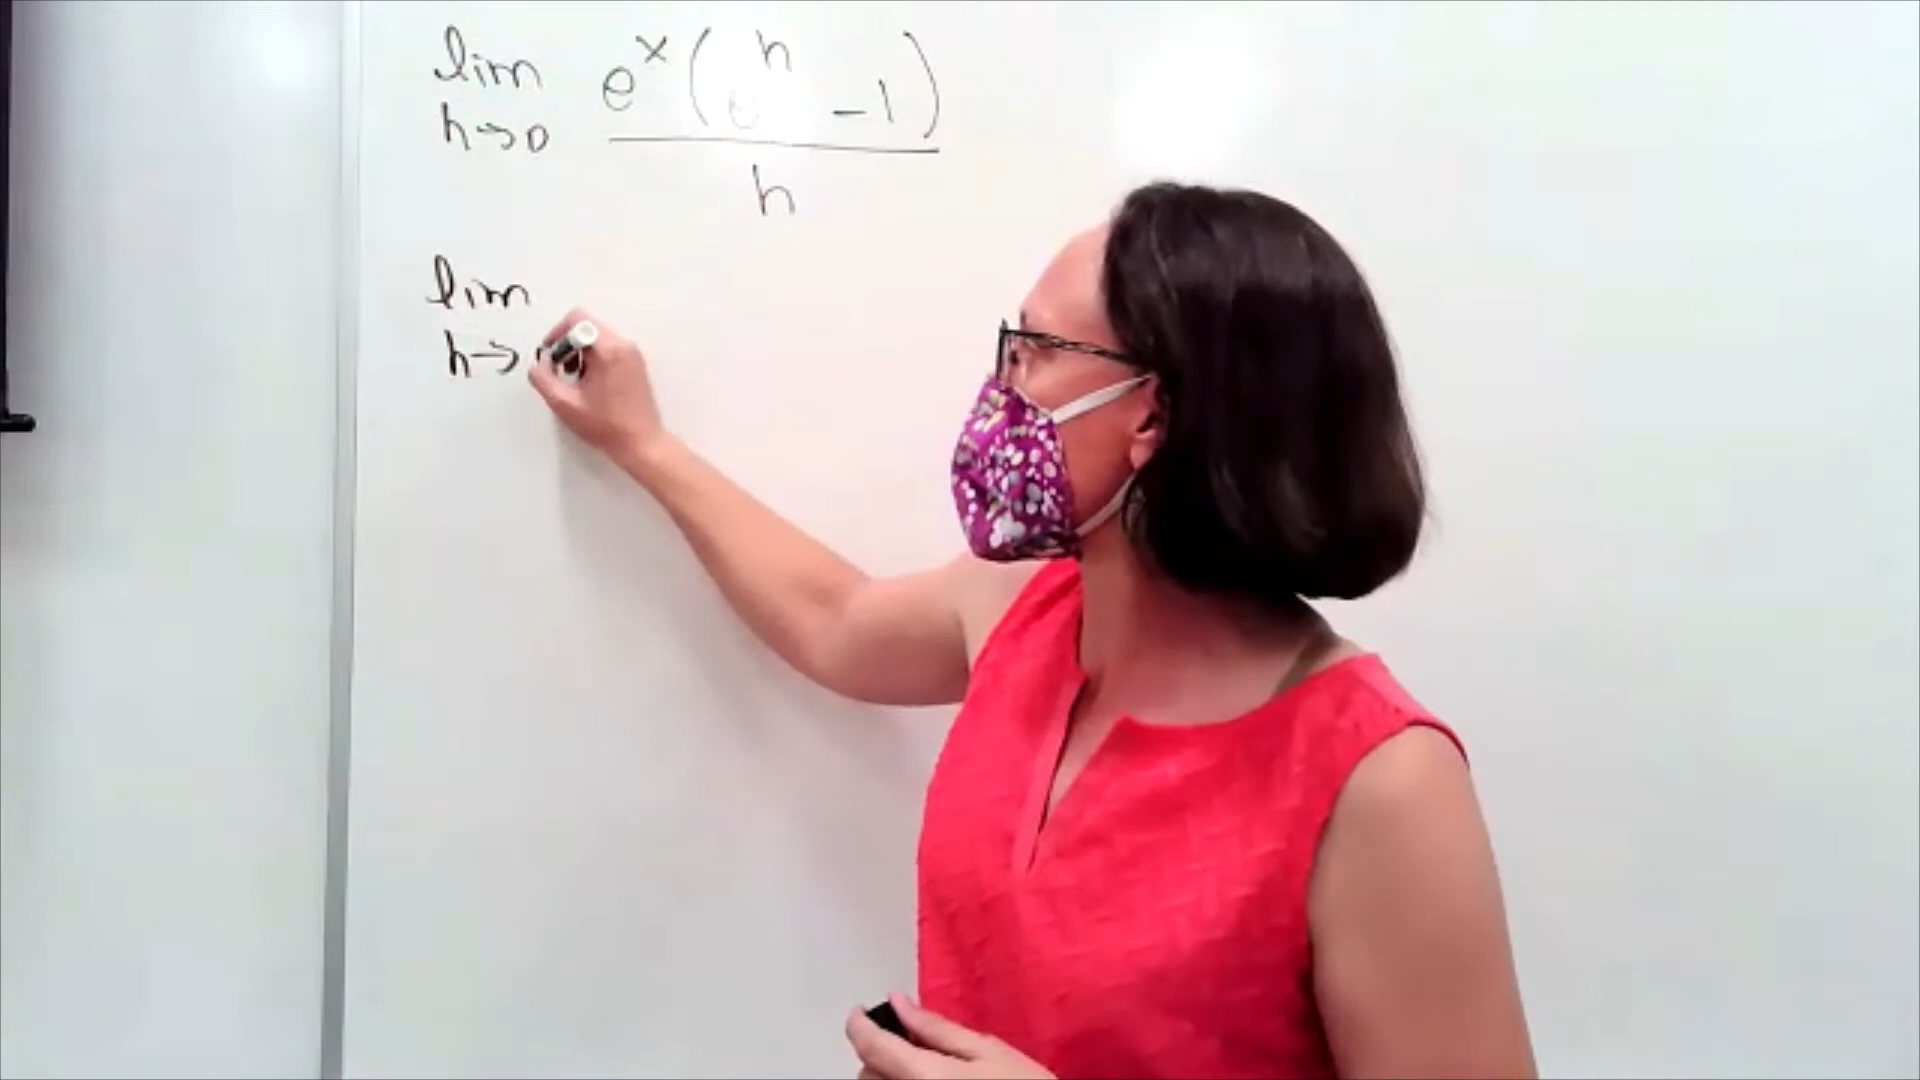 lim e^x (e^h - 1)
h→0 h
lim
h→